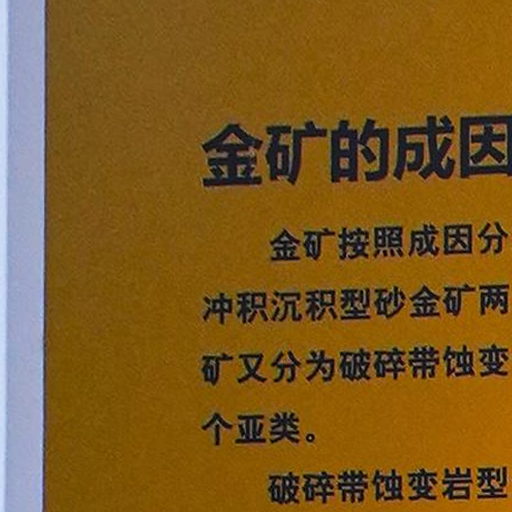 金矿的成因
金矿按照成因分
冲积沉积型砂金矿两
矿又分为破碎带蚀变
个亚类。
破碎带蚀变岩型